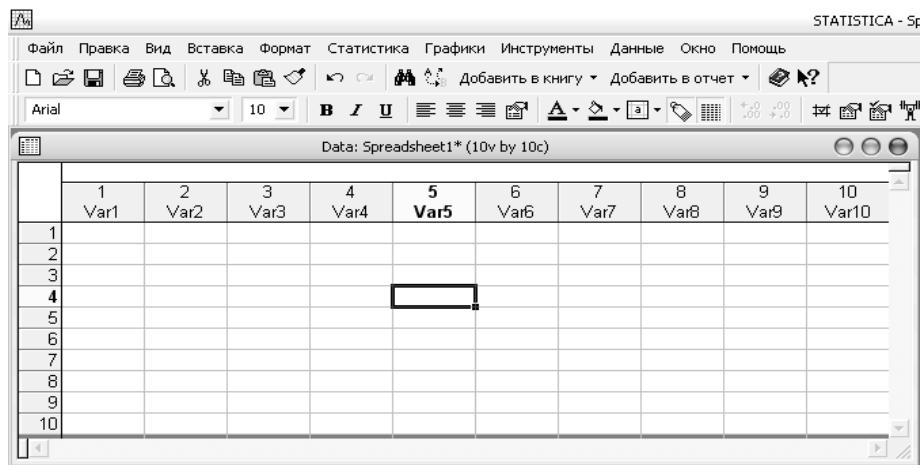 STATISTICA - Sp
Файл Правка Вид Вставка Формат Статистика Графики Инструменты Данные Окно Помощь
Добавить в книгу Добавить в отчет
Arial 10 B I U A a
Data: Spreadsheet1* (10v by 10c)
1 2 3 4 5 6 7 8 9 10
Var1 Var2 Var3 Var4 Var5 Var6 Var7 Var8 Var9 Var10
1
2
3
4
5
6
7
8
9
10